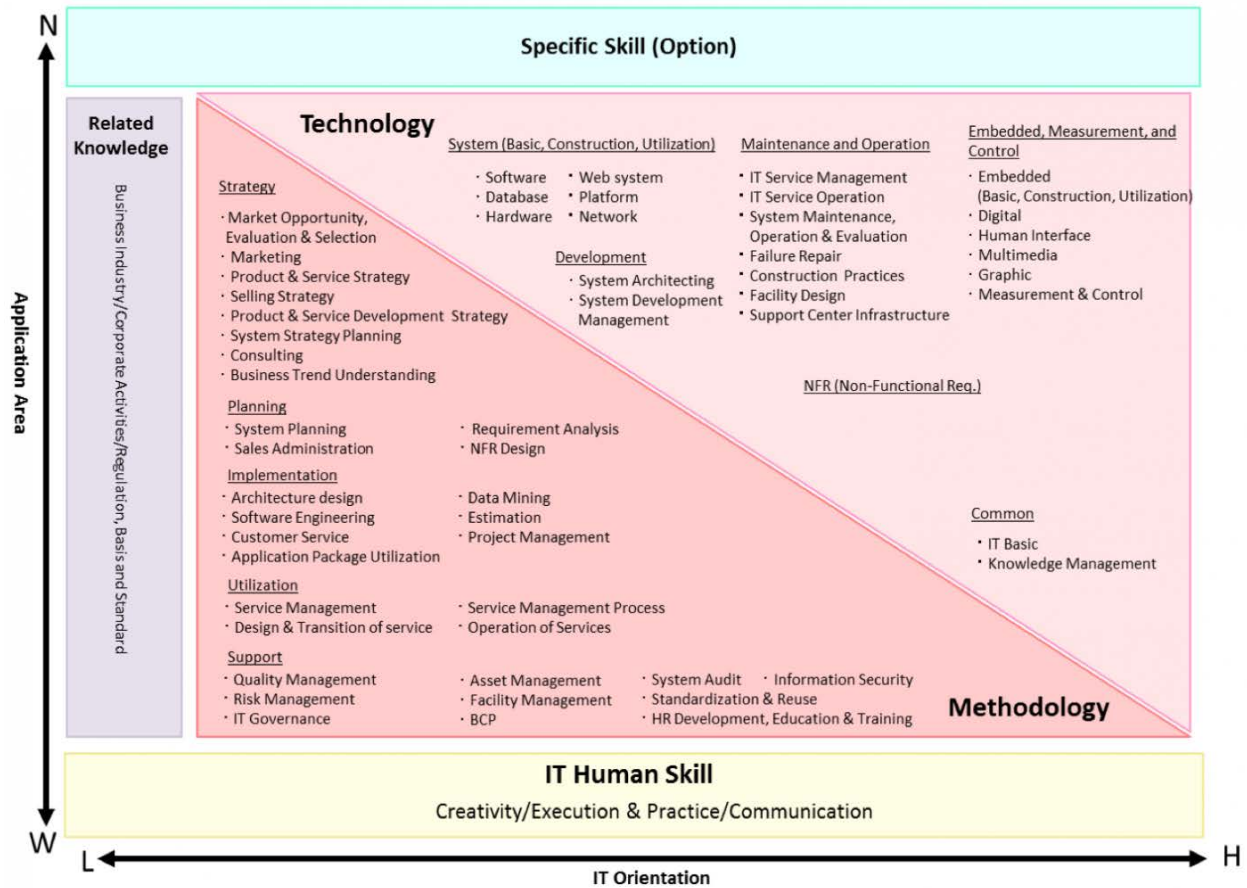 N
Specific Skill (Option)
Related
Knowledge
Business Industry/Corporate Activities/Regulation, Basis and Standard
Technology
System (Basic, Construction, Utilization)
· Software
· Database
· Hardware
· Web system
· Platform
· Network
Development
· System Architecting
· System Development
Management
Maintenance and Operation
· IT Service Management
· IT Service Operation
· System Maintenance,
Operation & Evaluation
· Failure Repair
· Construction Practices
· Facility Design
· Support Center Infrastructure
Embedded, Measurement, and
Control
· Embedded
(Basic, Construction, Utilization)
· Digital
· Human Interface
· Multimedia
· Graphic
· Measurement & Control
NFR (Non-Functional Req.)
Common
· IT Basic
· Knowledge Management
Strategy
· Market Opportunity,
Evaluation & Selection
· Marketing
· Product & Service Strategy
· Selling Strategy
· Product & Service Development Strategy
· System Strategy Planning
· Consulting
· Business Trend Understanding
Planning
· System Planning
· Sales Administration
· Requirement Analysis
· NFR Design
Implementation
· Architecture design
· Software Engineering
· Customer Service
· Application Package Utilization
· Data Mining
· Estimation
· Project Management
Utilization
· Service Management
· Design & Transition of service
· Service Management Process
· Operation of Services
Support
· Quality Management
· Risk Management
· IT Governance
· Asset Management
· Facility Management
· BCP
· System Audit · Information Security
· Standardization & Reuse
· HR Development, Education & Training
Methodology
Application Area
IT Human Skill
Creativity/Execution & Practice/Communication
W
L
H
IT Orientation